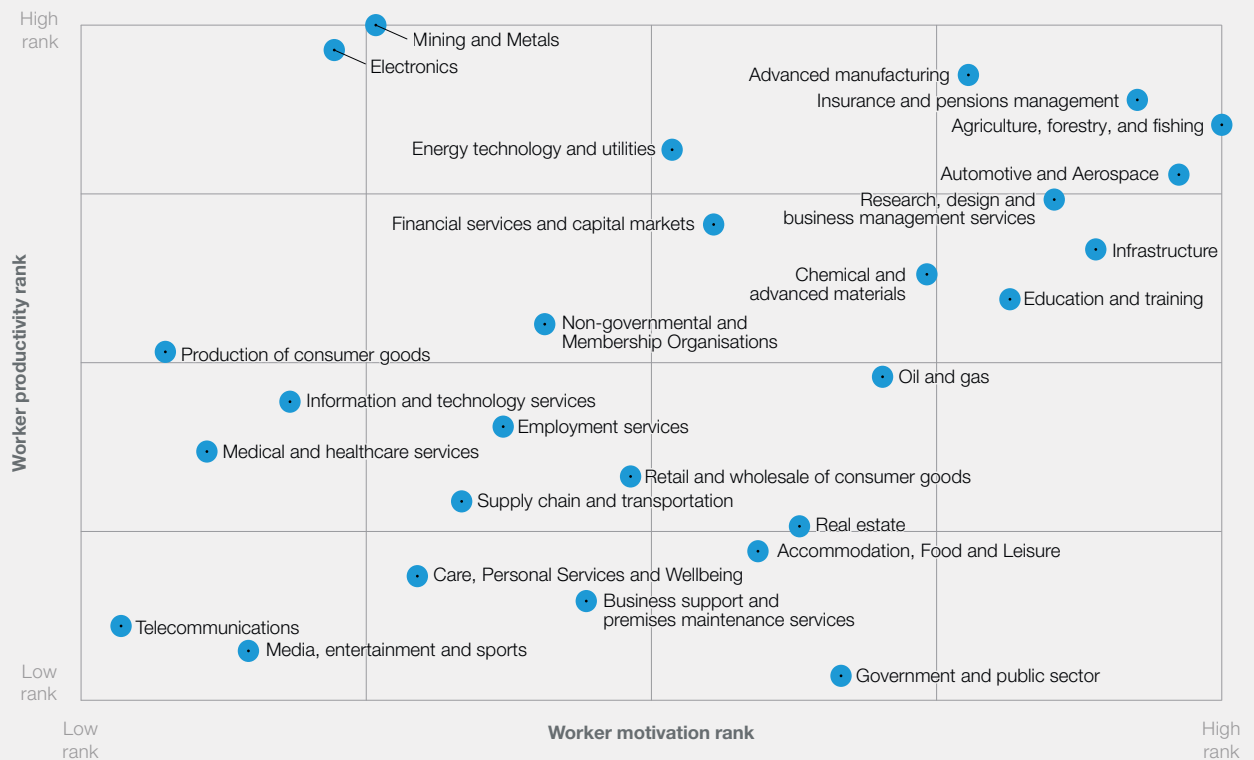 High
rank
Mining and Metals
Electronics
Advanced manufacturing
Insurance and pensions management
Agriculture, forestry, and fishing
Energy technology and utilities
Automotive and Aerospace
Research, design and
business management services
Financial services and capital markets
Infrastructure
Chemical and
advanced materials
Education and training
Non-governmental and
Membership Organisations
Production of consumer goods
Oil and gas
Information and technology services
Employment services
Medical and healthcare services
Retail and wholesale of consumer goods
Supply chain and transportation
Real estate
Accommodation, Food and Leisure
Care, Personal Services and Wellbeing
Business support and
premises maintenance services
Telecommunications
Media, entertainment and sports
Government and public sector
Worker productivity rank
Low
rank
Low
rank
Worker motivation rank
High
rank